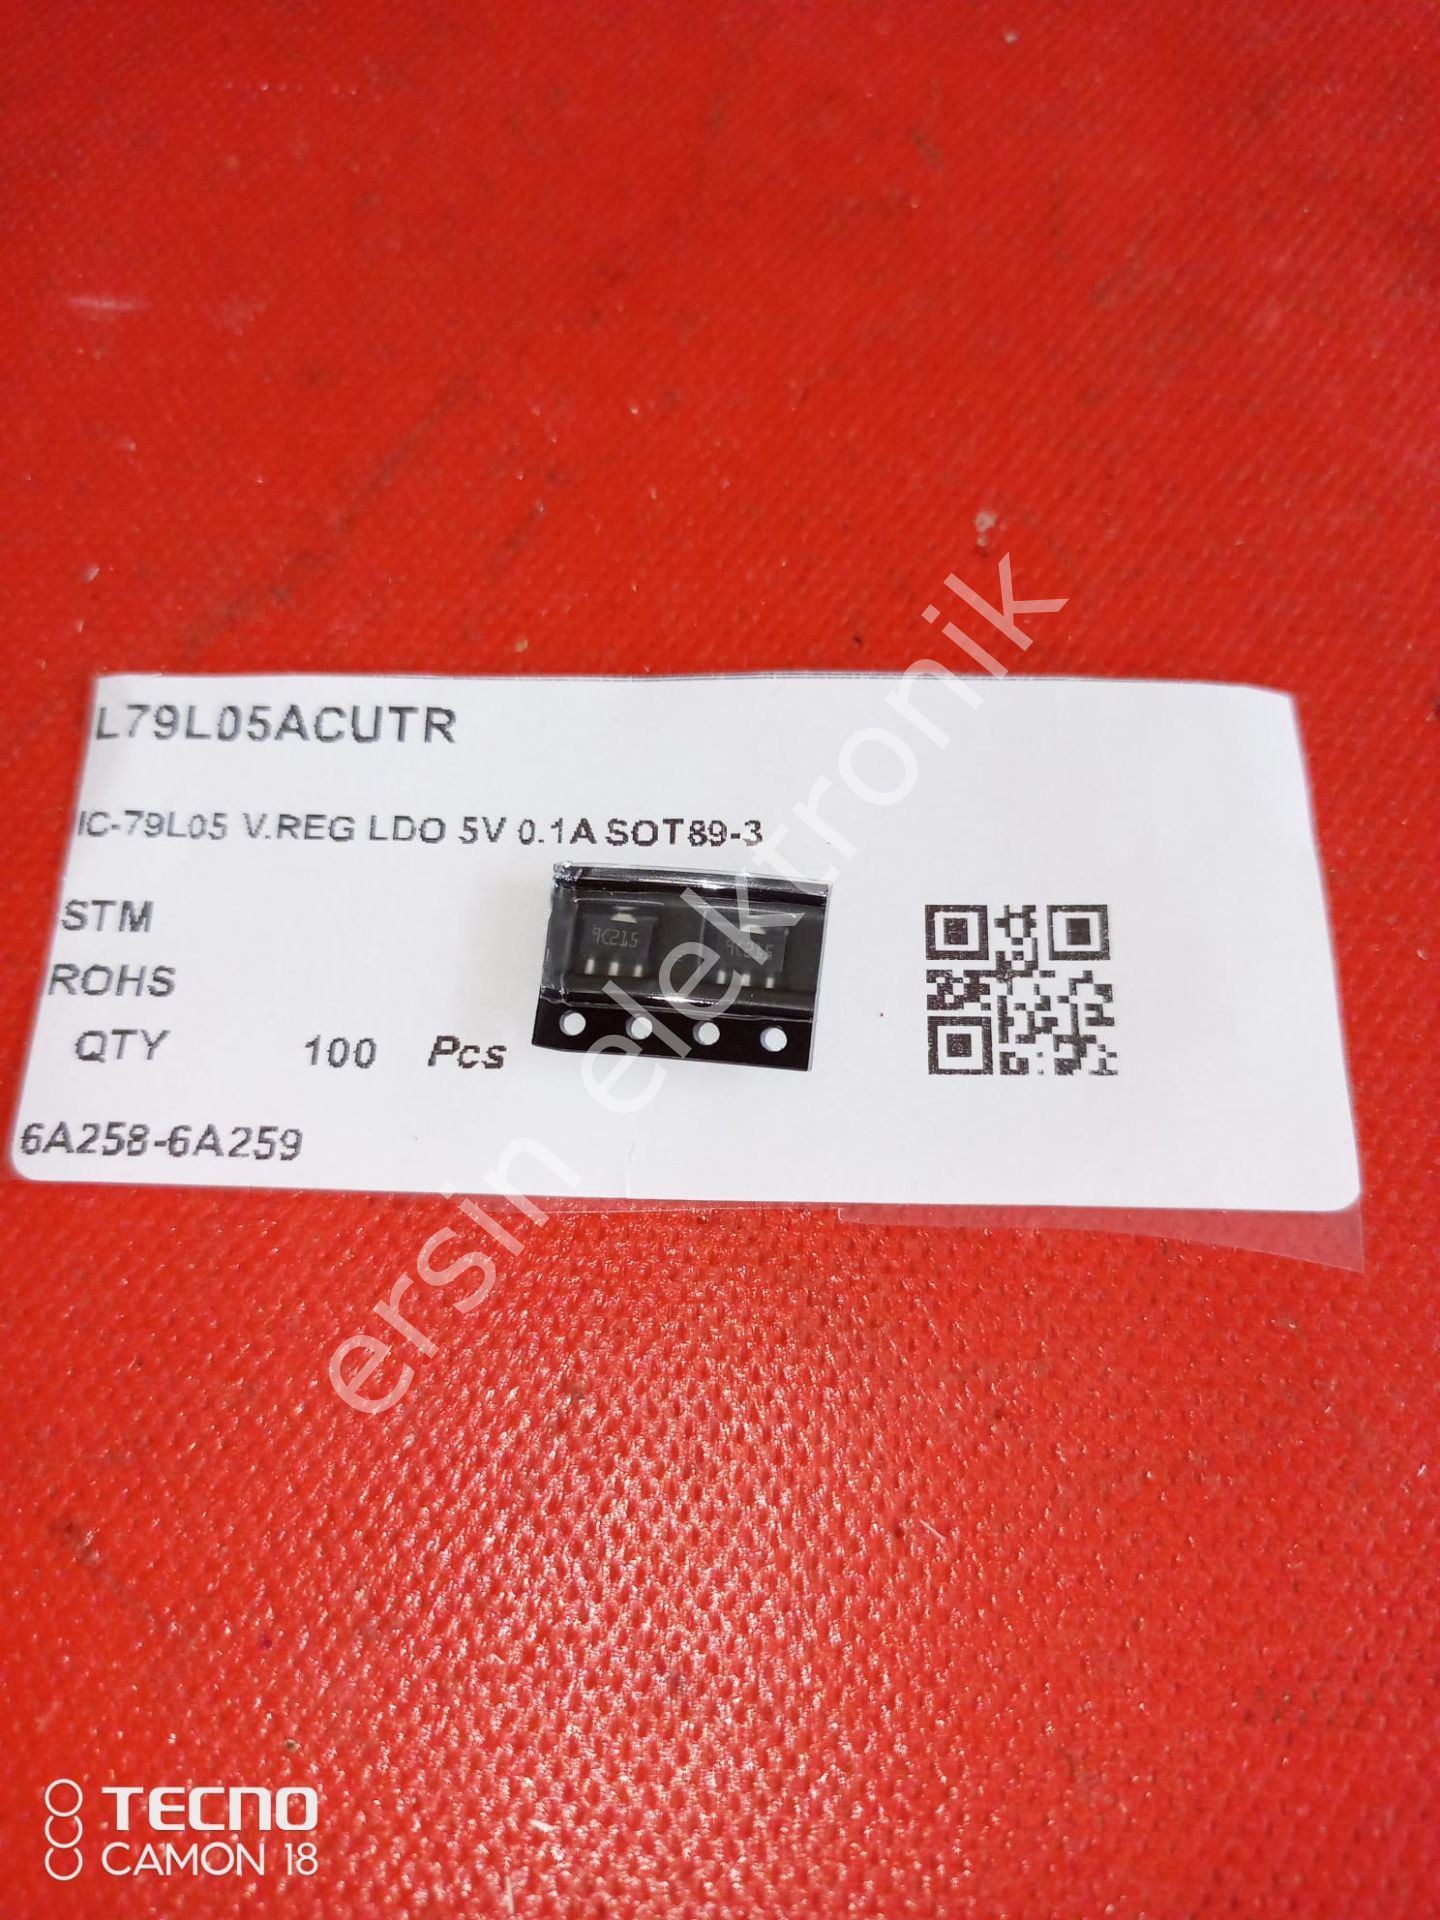 L79L05ACUTR
IC-79L05 V.REG LDO 5V 0.1A SOT89-3
STM
9C215
9C215
ROHS
QTY 100 Pcs
6A258-6A259
ersin elektronik
TECNO
CAMON 18